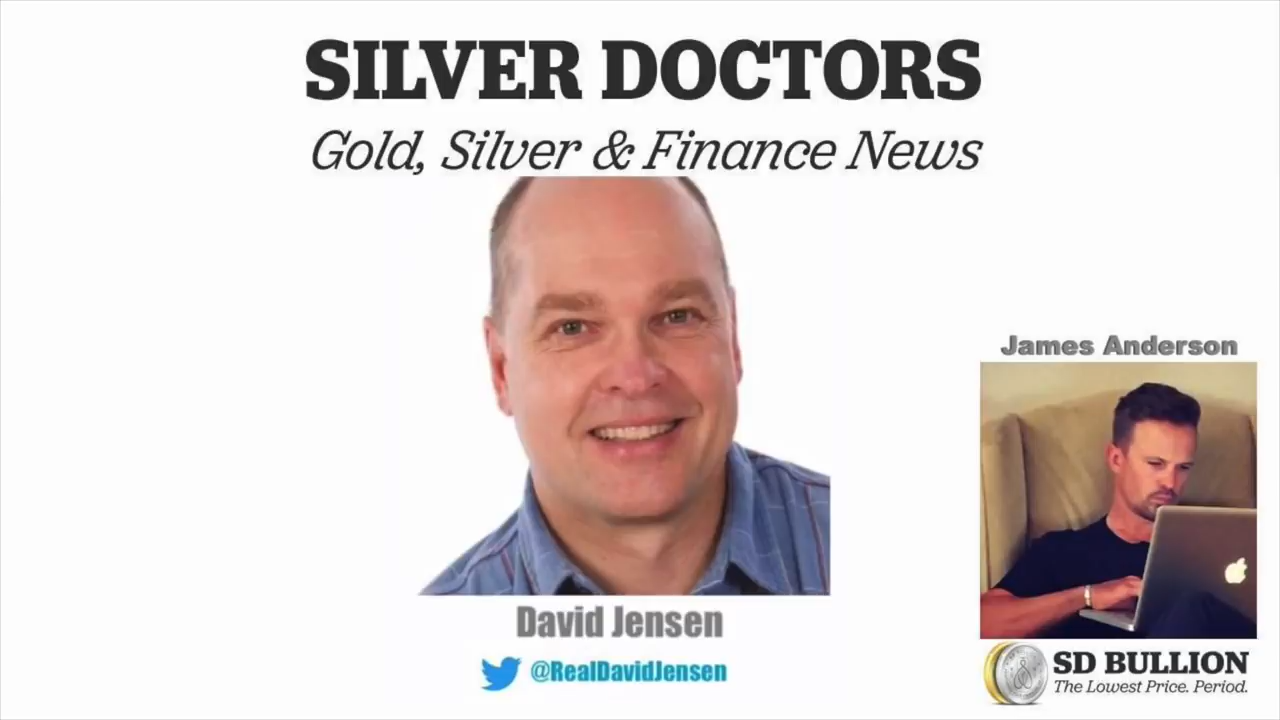 SILVER DOCTORS
Gold, Silver & Finance News
James Anderson
David Jensen
@RealDavidJensen
SD BULLION
The Lowest Price. Period.